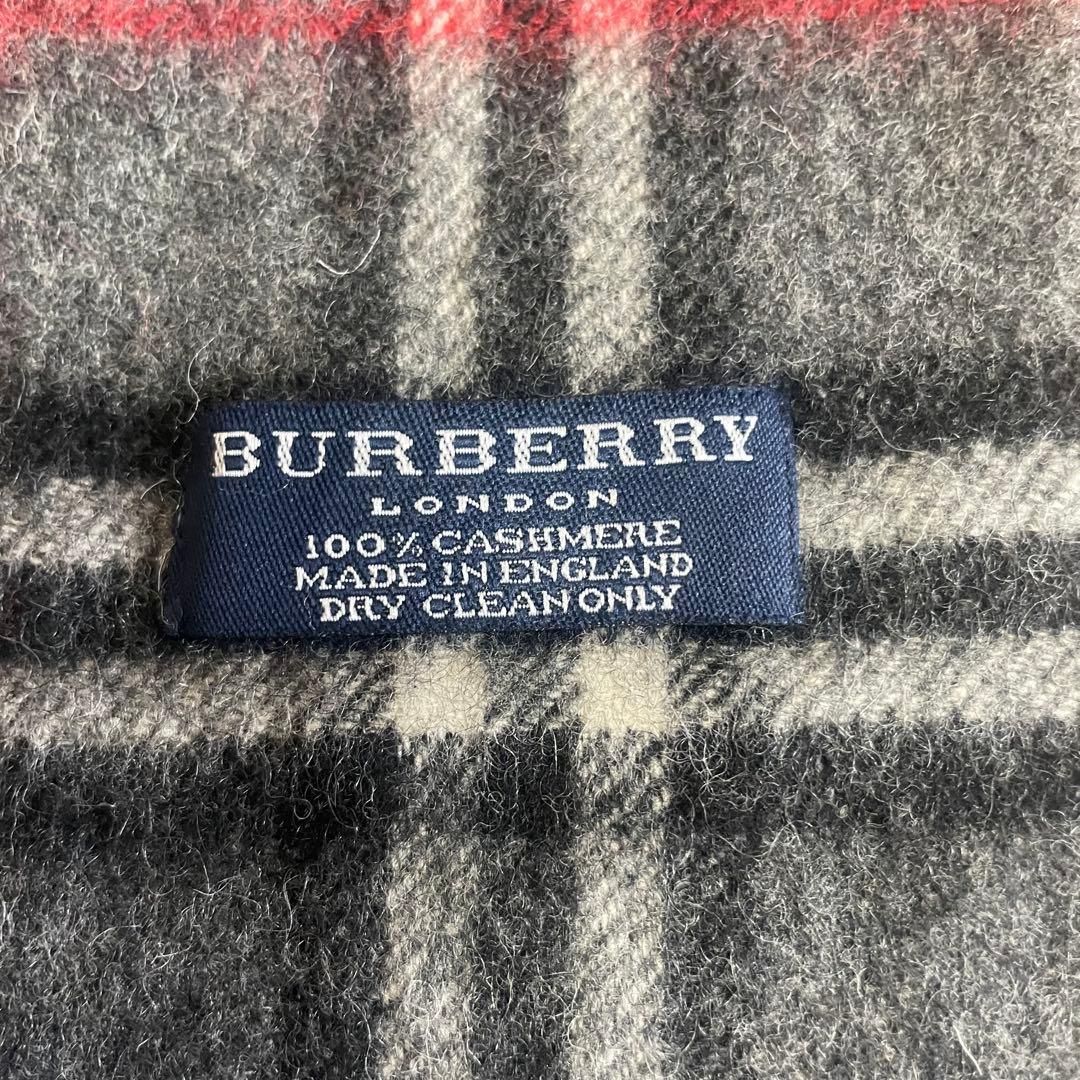 BURBERRY
LONDON
100% CASHMERE
MADE IN ENGLAND
DRY CLEAN ONLY